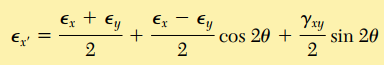 ϵx′ = ϵx + ϵy / 2 + ϵx − ϵy / 2 cos 2θ + γxy / 2 sin 2θ